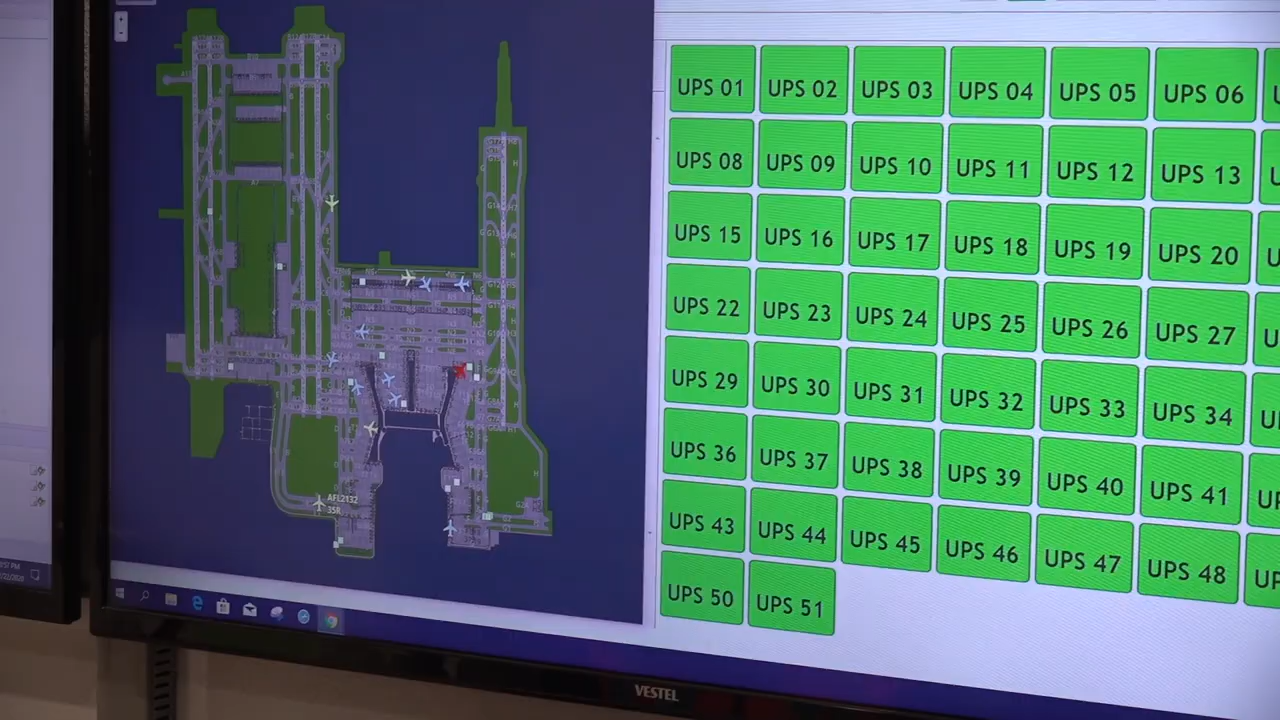 UPS 01 UPS 02 UPS 03 UPS 04 UPS 05 UPS 06
UPS 08 UPS 09 UPS 10 UPS 11 UPS 12 UPS 13
UPS 15 UPS 16 UPS 17 UPS 18 UPS 19 UPS 20
UPS 22 UPS 23 UPS 24 UPS 25 UPS 26 UPS 27
UPS 29 UPS 30 UPS 31 UPS 32 UPS 33 UPS 34
UPS 36 UPS 37 UPS 38 UPS 39 UPS 40 UPS 41
UPS 43 UPS 44 UPS 45 UPS 46 UPS 47 UPS 48
UPS 50 UPS 51
AFL2132
35R
VESTEL